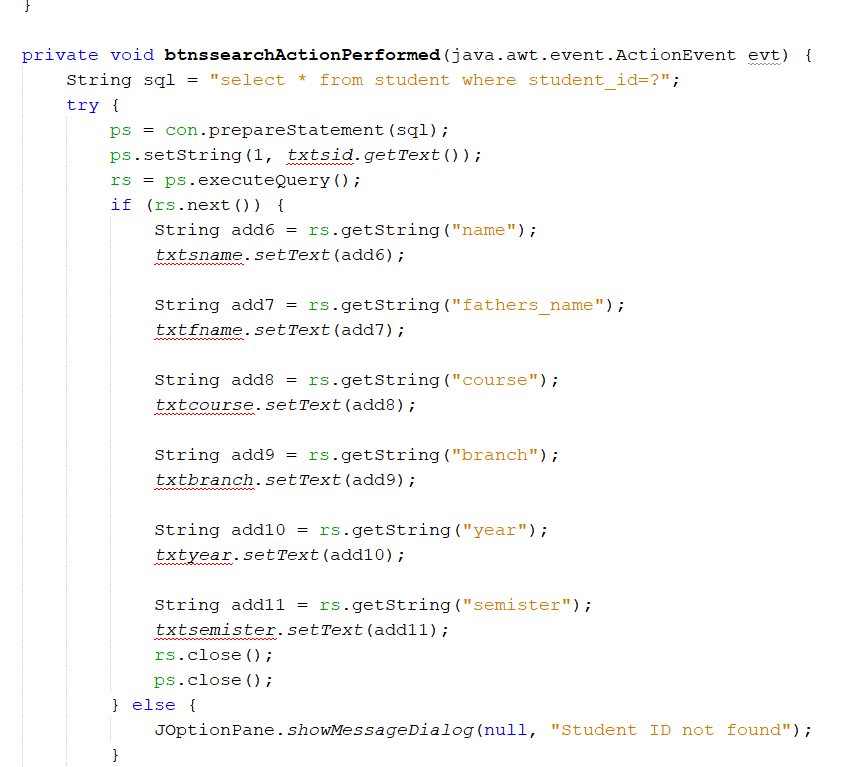 }
private void btnssearchActionPerformed(java.awt.event.ActionEvent evt) {
String sql = "select * from student where student_id=?";
try {
ps = con.prepareStatement(sql);
ps.setString(1, txtsid.getText());
rs = ps.executeQuery();
if (rs.next()) {
String add6 = rs.getString("name");
txtsname.setText(add6);
String add7 = rs.getString("fathers_name");
txtfname.setText(add7);
String add8 = rs.getString("course");
txtcourse.setText(add8);
String add9 = rs.getString("branch");
txtbranch.setText(add9);
String add10 = rs.getString("year");
txtyear.setText(add10);
String add11 = rs.getString("semister");
txtsemister.setText(add11);
rs.close();
ps.close();
} else {
JOptionPane.showMessageDialog(null, "Student ID not found");
}